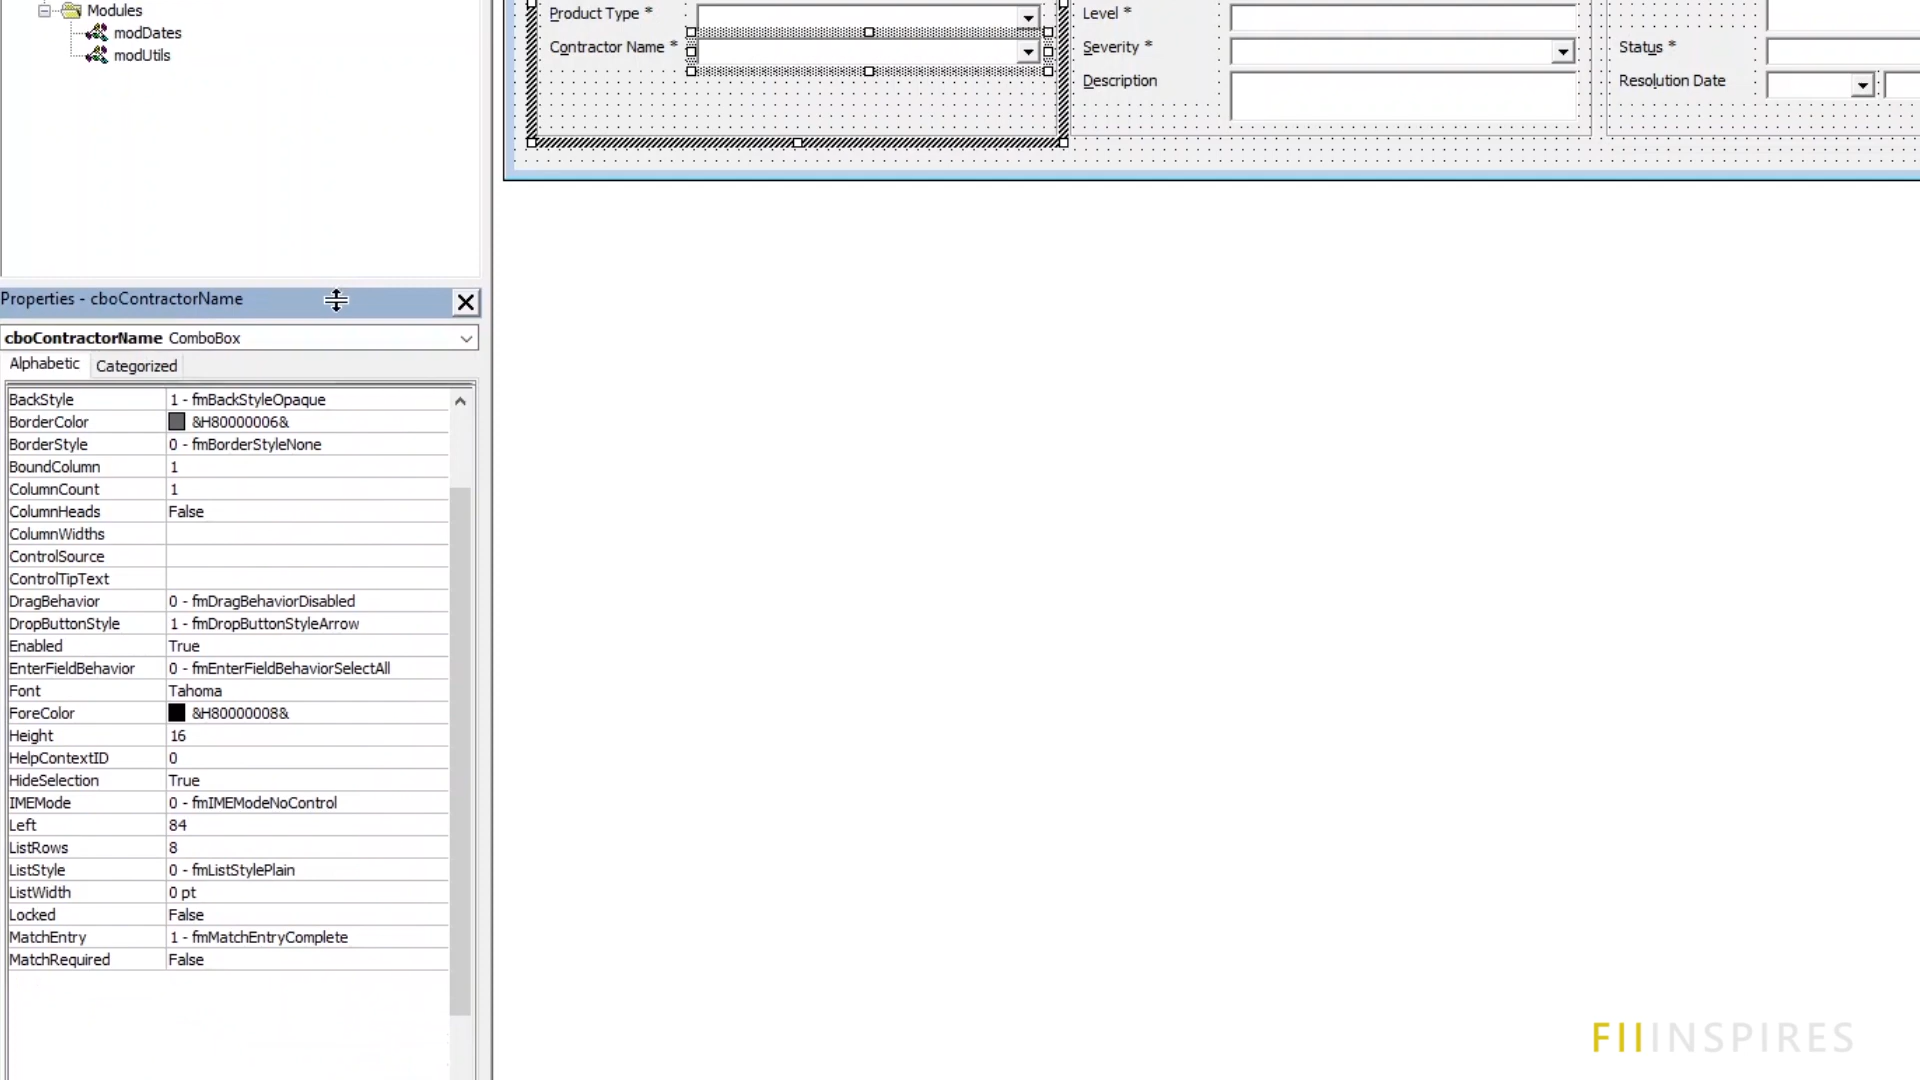 Modules
modDates
modUtils
Product Type *
Contractor Name *
Level *
Severity *
Description
Status *
Resolution Date
Properties - cboContractorName
cboContractorName ComboBox
Alphabetic Categorized
BackStyle 1 - fmBackStyleOpaque
BorderColor &H80000006&
BorderStyle 0 - fmBorderStyleNone
BoundColumn 1
ColumnCount 1
ColumnHeads False
ColumnWidths
ControlSource
ControlTipText
DragBehavior 0 - fmDragBehaviorDisabled
DropButtonStyle 1 - fmDropButtonStyleArrow
Enabled True
EnterFieldBehavior 0 - fmEnterFieldBehaviorSelectAll
Font Tahoma
ForeColor &H80000008&
Height 16
HelpContextID 0
HideSelection True
IMEMode 0 - fmIMEModeNoControl
Left 84
ListRows 8
ListStyle 0 - fmListStylePlain
ListWidth 0 pt
Locked False
MatchEntry 1 - fmMatchEntryComplete
MatchRequired False
FIIINSPIRES